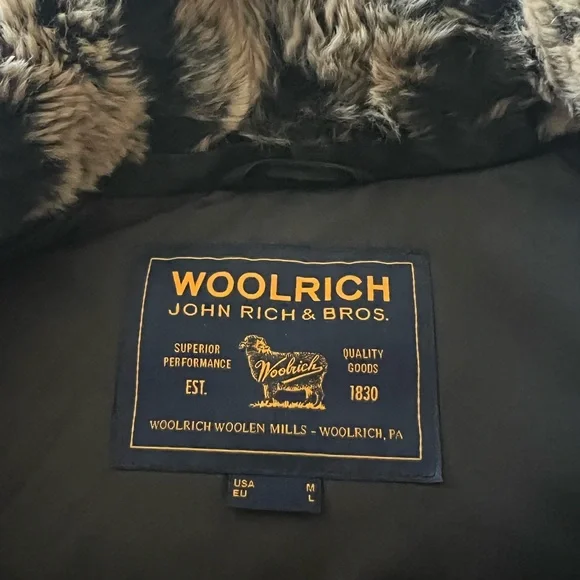 WOOLRICH
JOHN RICH & BROS.
SUPERIOR
PERFORMANCE
EST.
Woolrich
QUALITY
GOODS
1830
WOOLRICH WOOLEN MILLS - WOOLRICH, PA
USA M
EU L